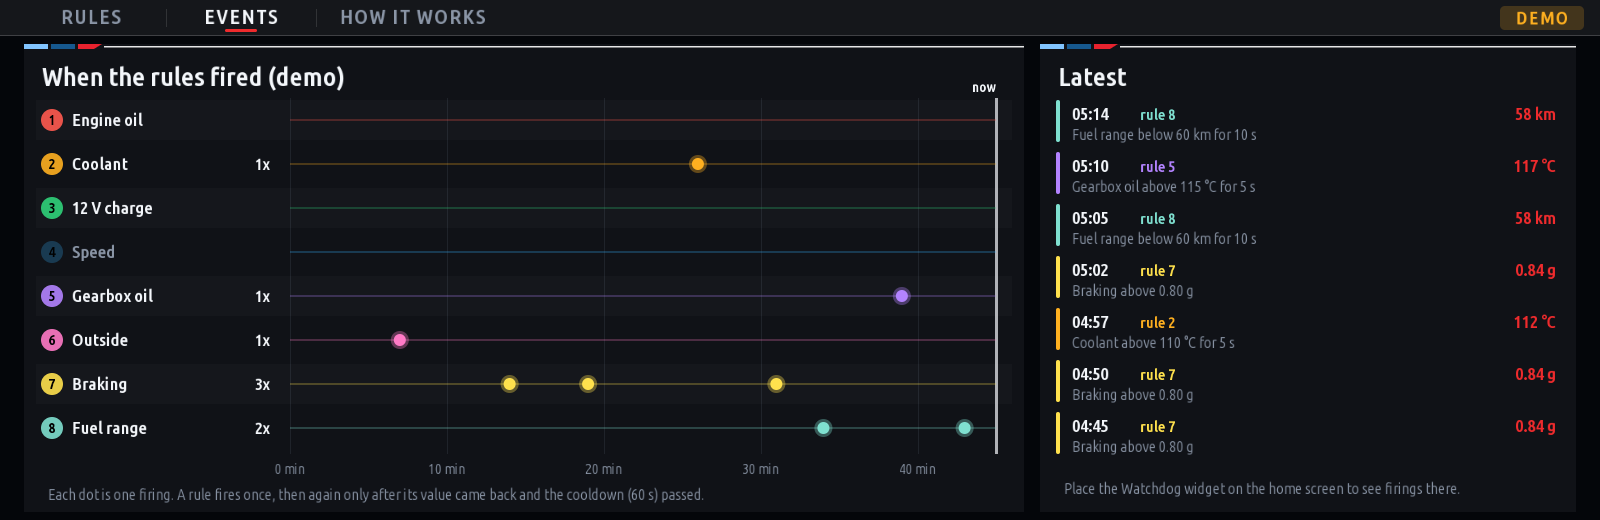 RULES EVENTS HOW IT WORKS DEMO
When the rules fired (demo)
now
1 Engine oil
2 Coolant 1x
3 12 V charge
4 Speed
5 Gearbox oil 1x
6 Outside 1x
7 Braking 3x
8 Fuel range 2x
0 min 10 min 20 min 30 min 40 min
Each dot is one firing. A rule fires once, then again only after its value came back and the cooldown (60 s) passed.
Latest
05:14 rule 8 58 km
Fuel range below 60 km for 10 s
05:10 rule 5 117 °C
Gearbox oil above 115 °C for 5 s
05:05 rule 8 58 km
Fuel range below 60 km for 10 s
05:02 rule 7 0.84 g
Braking above 0.80 g
04:57 rule 2 112 °C
Coolant above 110 °C for 5 s
04:50 rule 7 0.84 g
Braking above 0.80 g
04:45 rule 7 0.84 g
Braking above 0.80 g
Place the Watchdog widget on the home screen to see firings there.